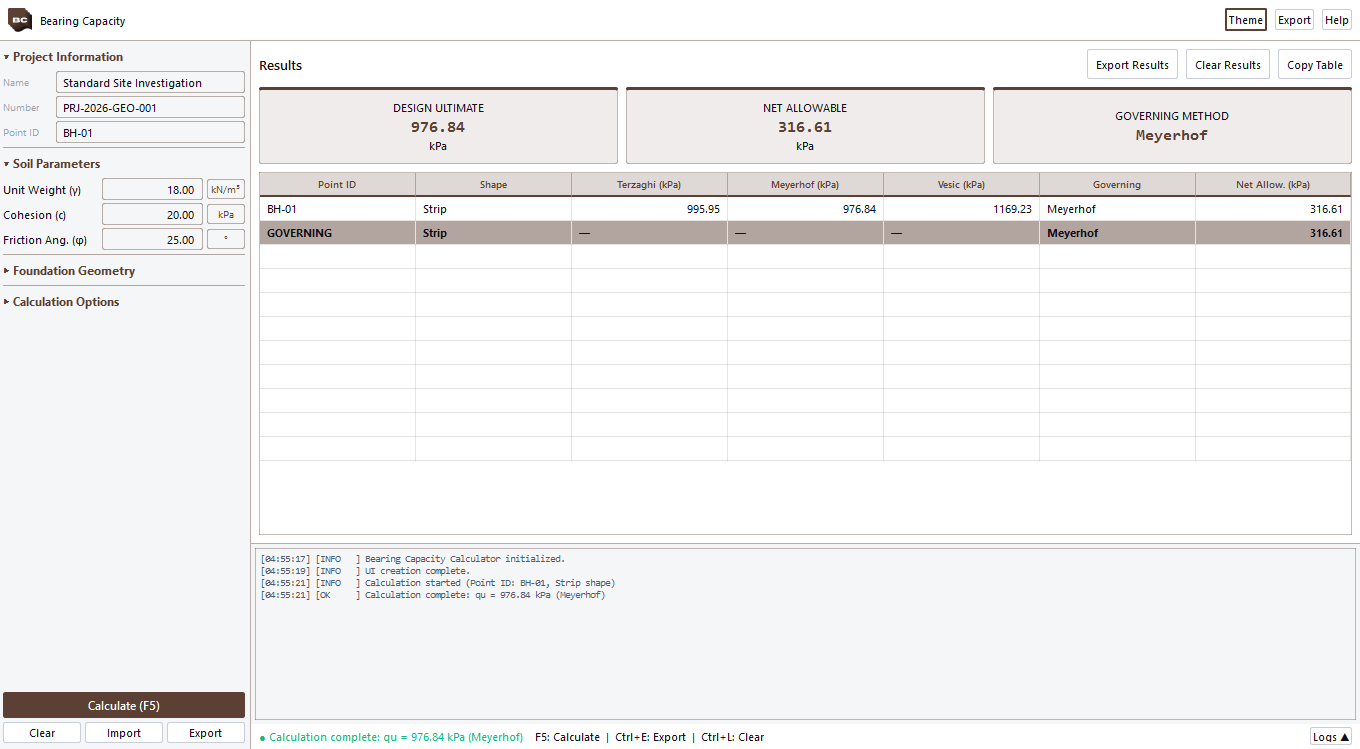 BC Bearing Capacity Theme Export Help
▾ Project Information
Name Standard Site Investigation
Number PRJ-2026-GEO-001
Point ID BH-01
▾ Soil Parameters
Unit Weight (γ) 18.00 kN/m³
Cohesion (c) 20.00 kPa
Friction Ang. (φ) 25.00 °
▸ Foundation Geometry
▸ Calculation Options
Calculate (F5)
Clear Import Export
Results Export Results Clear Results Copy Table
DESIGN ULTIMATE
976.84
kPa
NET ALLOWABLE
316.61
kPa
GOVERNING METHOD
Meyerhof
Point ID Shape Terzaghi (kPa) Meyerhof (kPa) Vesic (kPa) Governing Net Allow. (kPa)
BH-01 Strip 995.95 976.84 1169.23 Meyerhof 316.61
GOVERNING Strip — — — Meyerhof 316.61
[04:55:17] [INFO ] Bearing Capacity Calculator initialized.
[04:55:19] [INFO ] UI creation complete.
[04:55:21] [INFO ] Calculation started (Point ID: BH-01, Strip shape)
[04:55:21] [OK ] Calculation complete: qu = 976.84 kPa (Meyerhof)
● Calculation complete: qu = 976.84 kPa (Meyerhof) F5: Calculate | Ctrl+E: Export | Ctrl+L: Clear Logs ▲